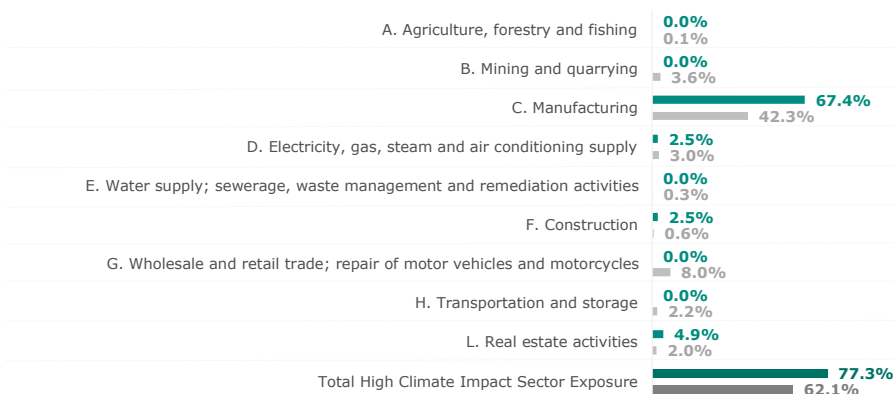 A. Agriculture, forestry and fishing
0.0%
0.1%
B. Mining and quarrying
0.0%
3.6%
C. Manufacturing
67.4%
42.3%
D. Electricity, gas, steam and air conditioning supply
2.5%
3.0%
E. Water supply; sewerage, waste management and remediation activities
0.0%
0.3%
F. Construction
2.5%
0.6%
G. Wholesale and retail trade; repair of motor vehicles and motorcycles
0.0%
8.0%
H. Transportation and storage
0.0%
2.2%
L. Real estate activities
4.9%
2.0%
Total High Climate Impact Sector Exposure
77.3%
62.1%